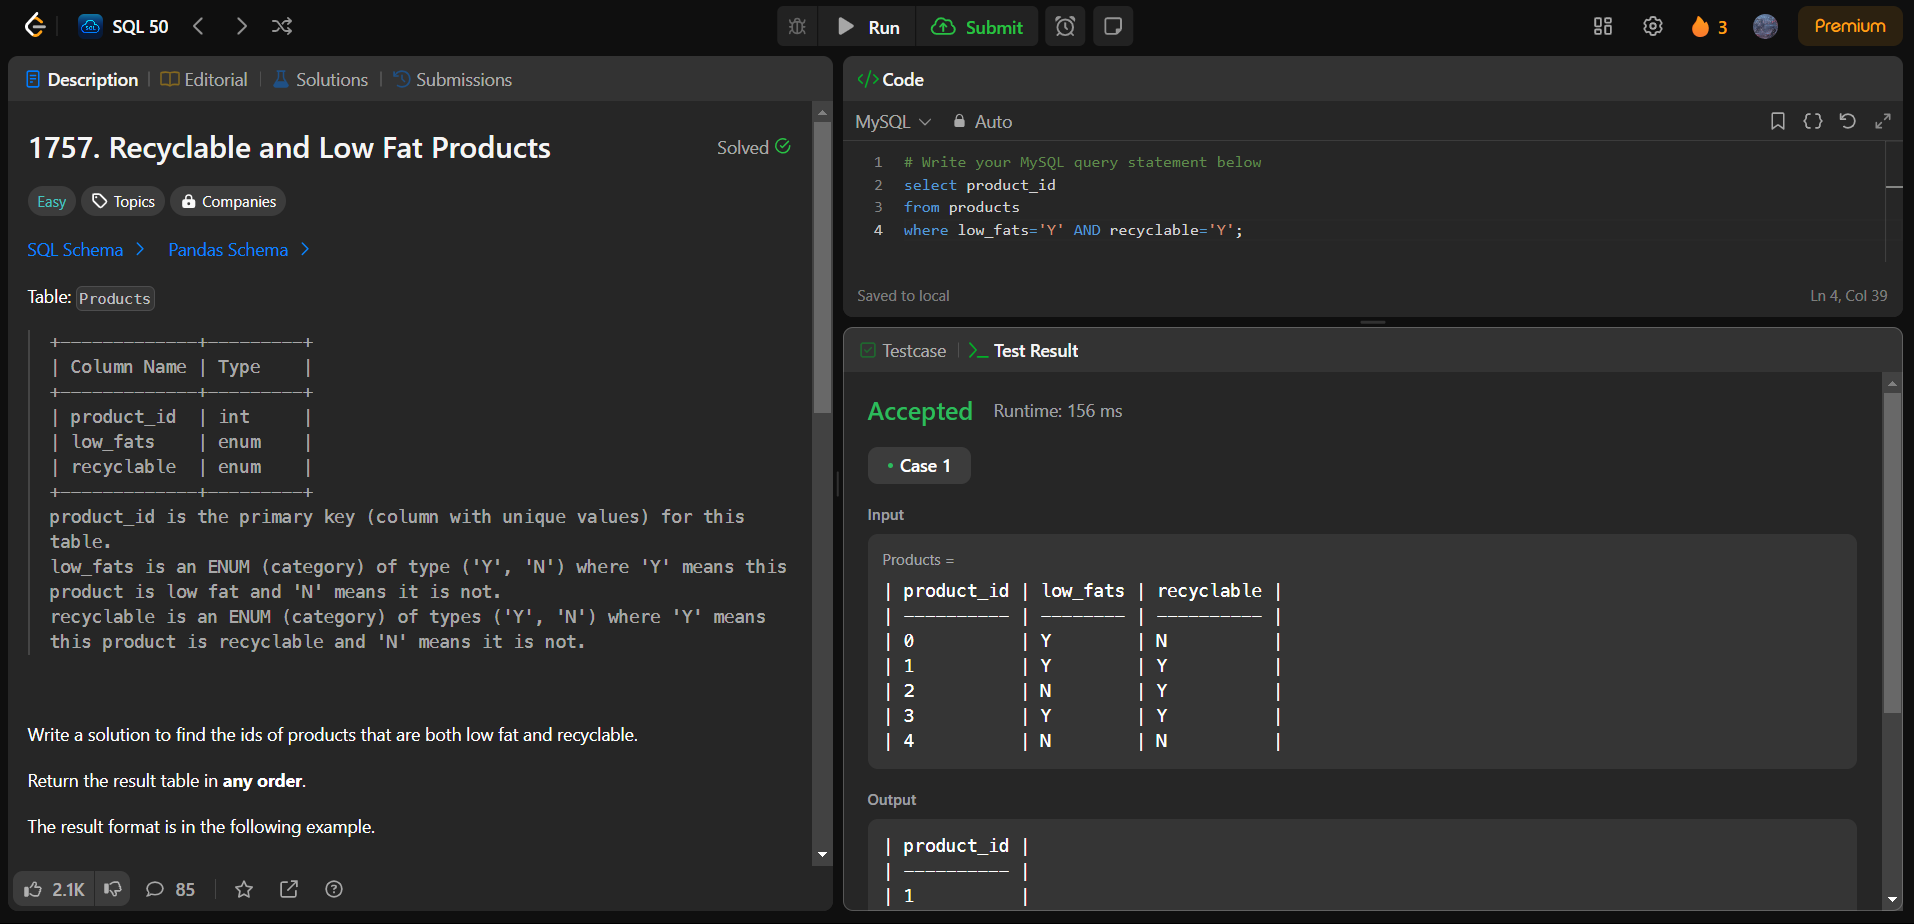 SQL 50
Run
Submit
3
Premium
Description
Editorial
Solutions
Submissions
1757. Recyclable and Low Fat Products
Solved
Easy
Topics
Companies
SQL Schema
Pandas Schema
Table: Products
+-------------+---------+
| Column Name | Type    |
+-------------+---------+
| product_id  | int     |
| low_fats    | enum    |
| recyclable  | enum    |
+-------------+---------+
product_id is the primary key (column with unique values) for this
table.
low_fats is an ENUM (category) of type ('Y', 'N') where 'Y' means this
product is low fat and 'N' means it is not.
recyclable is an ENUM (category) of types ('Y', 'N') where 'Y' means
this product is recyclable and 'N' means it is not.
Write a solution to find the ids of products that are both low fat and recyclable.
Return the result table in any order.
The result format is in the following example.
2.1K
85
</> Code
MySQL
Auto
1 # Write your MySQL query statement below
2 select product_id
3 from products
4 where low_fats='Y' AND recyclable='Y';
Saved to local
Ln 4, Col 39
Testcase
>_ Test Result
Accepted
Runtime: 156 ms
• Case 1
Input
Products =
| product_id | low_fats | recyclable |
| ---------- | -------- | ---------- |
| 0          | Y        | N          |
| 1          | Y        | Y          |
| 2          | N        | Y          |
| 3          | Y        | Y          |
| 4          | N        | N          |
Output
| product_id |
| ---------- |
| 1          |